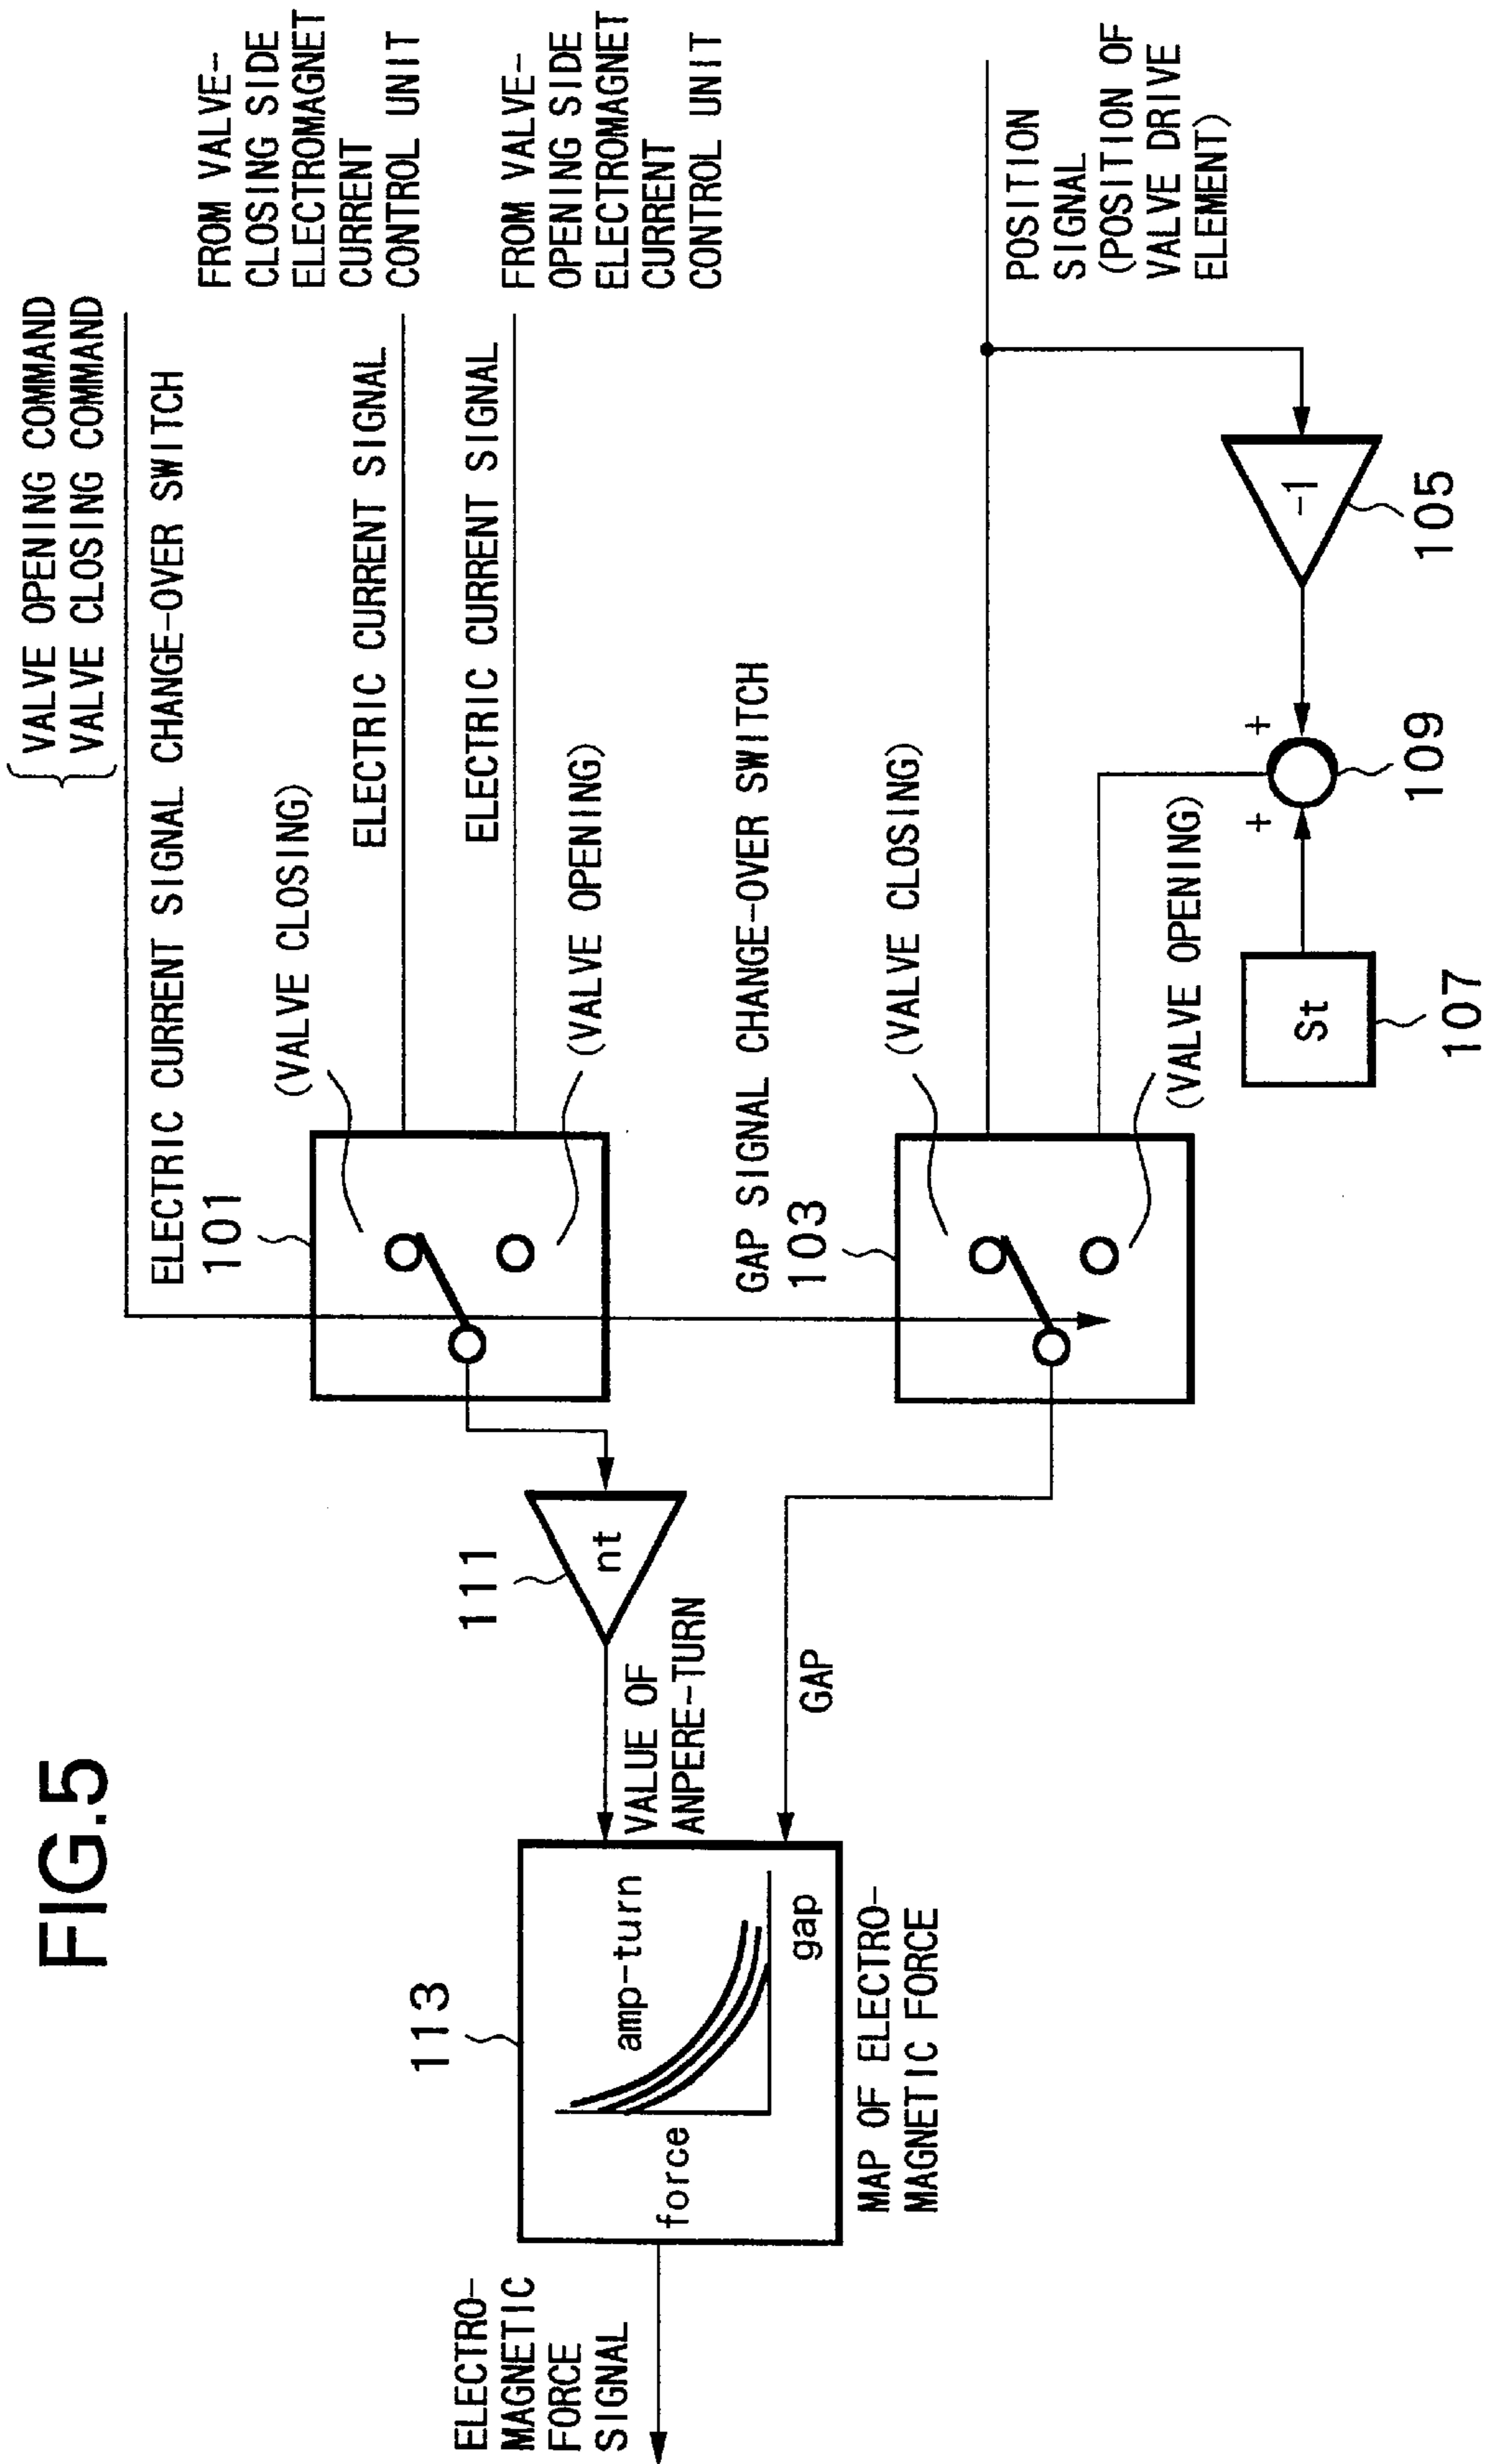 FIG.5
VALVE OPENING COMMAND
VALVE CLOSING COMMAND
ELECTRIC CURRENT SIGNAL CHANGE-OVER SWITCH
101
(VALVE CLOSING)
ELECTRIC CURRENT SIGNAL
FROM VALVE-
CLOSING SIDE
ELECTROMAGNET
CURRENT
CONTROL UNIT
ELECTRIC CURRENT SIGNAL
FROM VALVE-
OPENING SIDE
ELECTROMAGNET
CURRENT
CONTROL UNIT
(VALVE OPENING)
111
nt
VALUE OF
ANPERE-TURN
GAP SIGNAL CHANGE-OVER SWITCH
103
(VALVE CLOSING)
POSITION
SIGNAL
(POSITION OF
VALVE DRIVE
ELEMENT)
GAP
(VALVE OPENING)
113
amp-turn
force
gap
MAP OF ELECTRO-
MAGNETIC FORCE
ELECTRO-
MAGNETIC
FORCE
SIGNAL
St
107
+
+
109
-1
105